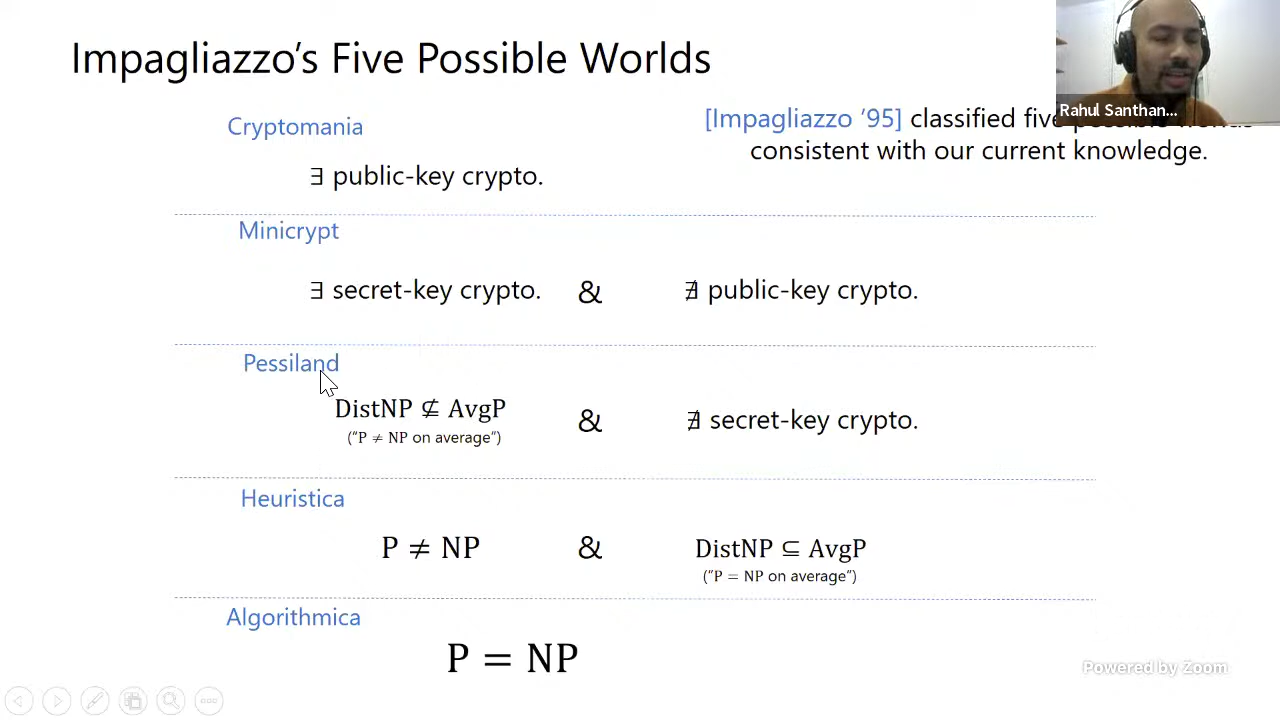 Impagliazzo's Five Possible Worlds
Rahul Santhan...
Cryptomania
[Impagliazzo '95] classified five
consistent with our current knowledge.
∃ public-key crypto.
Minicrypt
∃ secret-key crypto. & ∄ public-key crypto.
Pessiland
DistNP ⊈ AvgP & ∄ secret-key crypto.
("P ≠ NP on average")
Heuristica
P ≠ NP & DistNP ⊆ AvgP
("P = NP on average")
Algorithmica
P = NP
Powered by Zoom